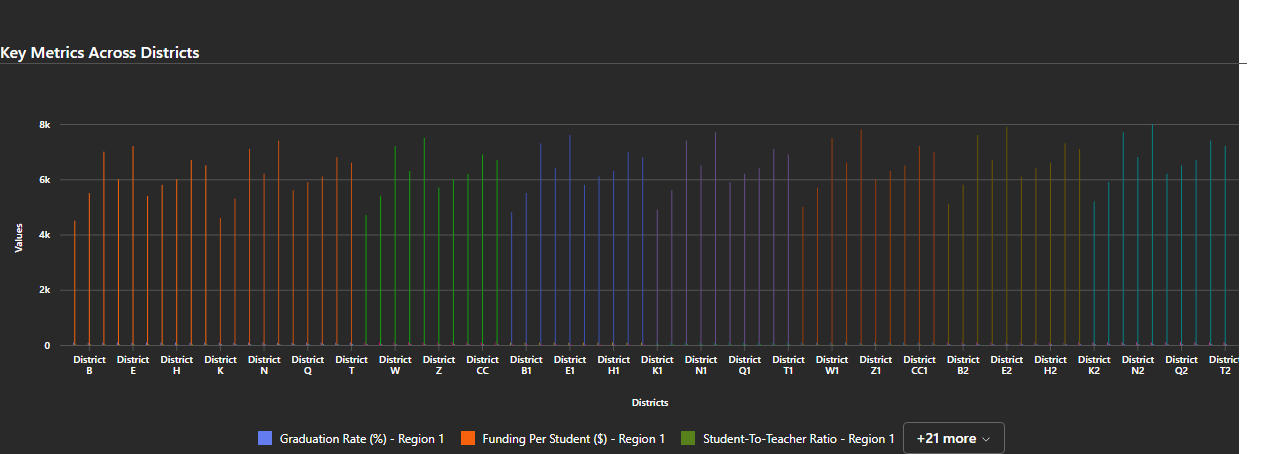 Key Metrics Across Districts
8k
6k
4k
2k
0
Values
District B
District E
District H
District K
District N
District Q
District T
District W
District Z
District CC
District B1
District E1
District H1
District K1
District N1
District Q1
District T1
District W1
District Z1
District CC1
District B2
District E2
District H2
District K2
District N2
District Q2
District T2
Districts
Graduation Rate (%) - Region 1
Funding Per Student ($) - Region 1
Student-To-Teacher Ratio - Region 1
+21 more